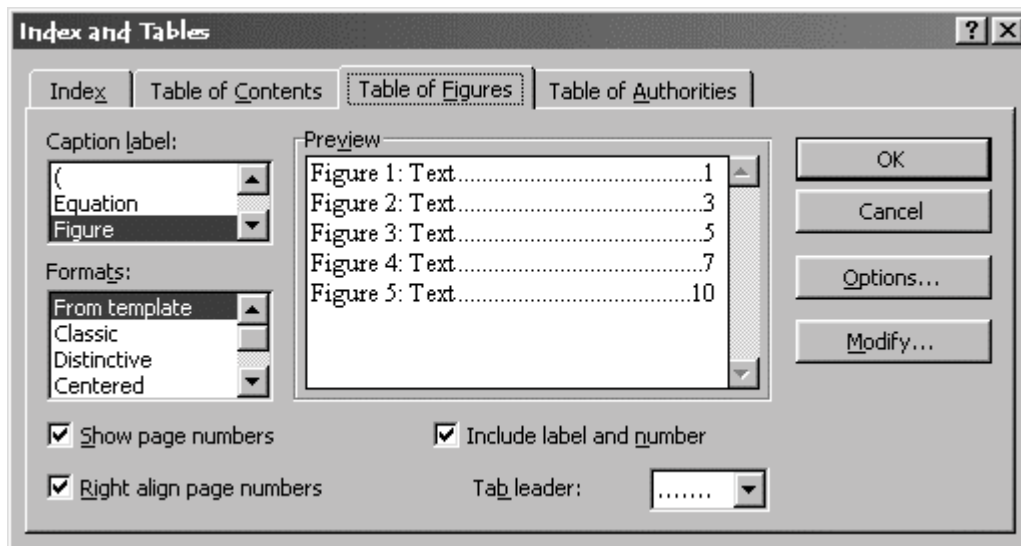 Index and Tables
Index Table of Contents Table of Figures Table of Authorities
Caption label:
(
Equation
Figure
Formats:
From template
Classic
Distinctive
Centered
Preview
Figure 1: Text.......................................1
Figure 2: Text.......................................3
Figure 3: Text.......................................5
Figure 4: Text.......................................7
Figure 5: Text.....................................10
OK
Cancel
Options...
Modify...
Show page numbers
Include label and number
Right align page numbers
Tab leader: .......